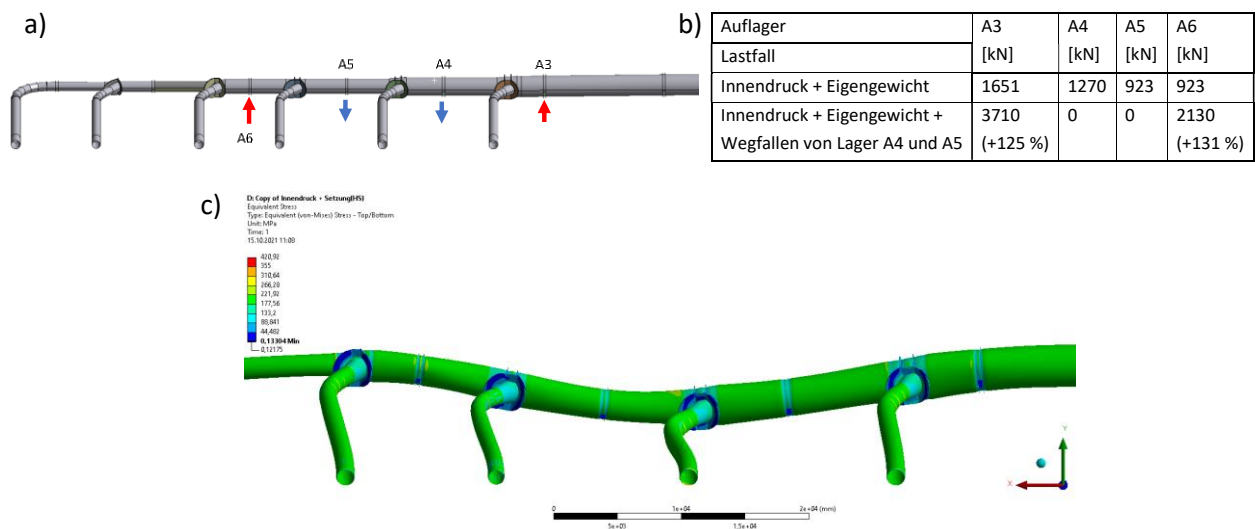 a)
A5
A4
A3
A6
b)
Auflager A3 A4 A5 A6
Lastfall [kN] [kN] [kN] [kN]
Innendruck + Eigengewicht 1651 1270 923 923
Innendruck + Eigengewicht + 3710 0 0 2130
Wegfallen von Lager A4 und A5 (+125 %) (+131 %)
c)
D: Copy of Innendruck + Setzung(HS)
Equivalent Stress
Type: Equivalent (von-Mises) Stress - Top/Bottom
Unit: MPa
Time: 1
15.10.2021 11:08
420,92
355
310,64
266,28
221,92
177,56
133,2
88,841
44,482
0,13304 Min
0,12175
Y
X
0 1e+04 2e+04 (mm)
5e+03 1,5e+04